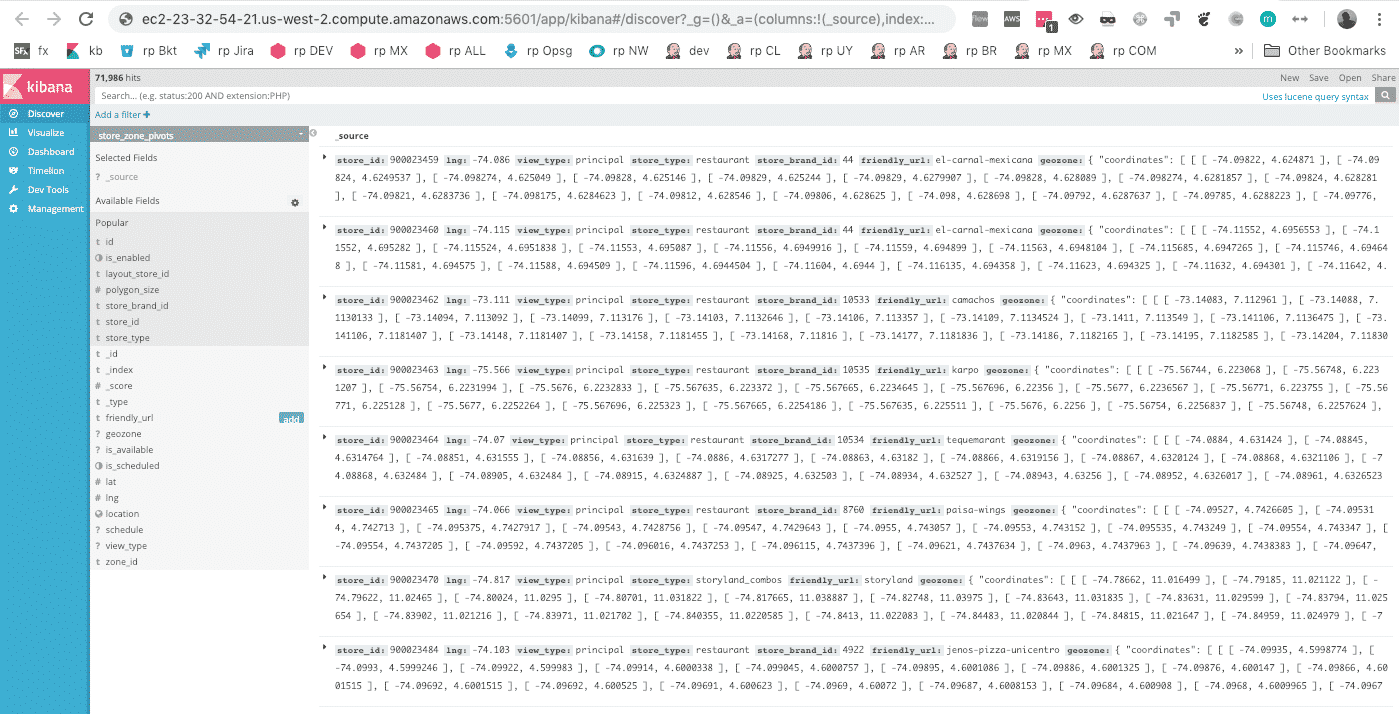 ec2-23-32-54-21.us-west-2.compute.amazonaws.com:5601/app/kibana#/discover?_g=()&_a=(columns:!(_source),index:...
fx kb rp Bkt rp Jira rp DEV rp MX rp ALL rp Opsg rp NW dev rp CL rp UY rp AR rp BR rp MX rp COM » Other Bookmarks
kibana
71,986 hits
New Save Open Share
Search... (e.g. status:200 AND extension:PHP)
Uses lucene query syntax
Add a filter +
Discover
Visualize
Dashboard
Timelion
Dev Tools
Management
store_zone_pivots
Selected Fields
? _source
Available Fields
Popular
t id
is_enabled
t layout_store_id
# polygon_size
t store_brand_id
t store_id
t store_type
t _id
t _index
# _score
t _type
t friendly_url add
? geozone
? is_available
is_scheduled
# lat
# lng
location
? schedule
? view_type
? zone_id
_source
store_id: 900023459 lng: -74.086 view_type: principal store_type: restaurant store_brand_id: 44 friendly_url: el-carnal-mexicana geozone: { "coordinates": [ [ [ -74.09822, 4.624871 ], [ -74.09
824, 4.6249537 ], [ -74.098274, 4.625049 ], [ -74.09828, 4.625146 ], [ -74.09829, 4.625244 ], [ -74.09829, 4.6279907 ], [ -74.09828, 4.628089 ], [ -74.098274, 4.6281857 ], [ -74.09824, 4.628281
], [ -74.09821, 4.6283736 ], [ -74.098175, 4.6284623 ], [ -74.09812, 4.628546 ], [ -74.09806, 4.628625 ], [ -74.098, 4.628698 ], [ -74.09792, 4.6287637 ], [ -74.09785, 4.6288223 ], [ -74.09776,
store_id: 900023460 lng: -74.115 view_type: principal store_type: restaurant store_brand_id: 44 friendly_url: el-carnal-mexicana geozone: { "coordinates": [ [ [ -74.11552, 4.6956553 ], [ -74.1
1552, 4.695282 ], [ -74.115524, 4.6951838 ], [ -74.11553, 4.695087 ], [ -74.11556, 4.6949916 ], [ -74.11559, 4.694899 ], [ -74.11563, 4.6948104 ], [ -74.115685, 4.6947265 ], [ -74.115746, 4.69464
8 ], [ -74.11581, 4.694575 ], [ -74.11588, 4.694509 ], [ -74.11596, 4.6944504 ], [ -74.11604, 4.6944 ], [ -74.116135, 4.694358 ], [ -74.11623, 4.694325 ], [ -74.11632, 4.694301 ], [ -74.11642, 4.
store_id: 900023462 lng: -73.111 view_type: principal store_type: restaurant store_brand_id: 10533 friendly_url: camachos geozone: { "coordinates": [ [ [ -73.14083, 7.112961 ], [ -73.14088, 7.
1130133 ], [ -73.14094, 7.113092 ], [ -73.14099, 7.113176 ], [ -73.14103, 7.1132646 ], [ -73.14106, 7.113357 ], [ -73.14109, 7.1134524 ], [ -73.1411, 7.113549 ], [ -73.141106, 7.1136475 ], [ -73.
141106, 7.1181407 ], [ -73.14148, 7.1181407 ], [ -73.14158, 7.1181455 ], [ -73.14168, 7.11816 ], [ -73.14177, 7.1181836 ], [ -73.14186, 7.1182165 ], [ -73.14195, 7.1182585 ], [ -73.14204, 7.11830
store_id: 900023463 lng: -75.566 view_type: principal store_type: restaurant store_brand_id: 10535 friendly_url: karpo geozone: { "coordinates": [ [ [ -75.56744, 6.223068 ], [ -75.56748, 6.223
1207 ], [ -75.56754, 6.2231994 ], [ -75.5676, 6.2232833 ], [ -75.567635, 6.223372 ], [ -75.567665, 6.2234645 ], [ -75.567696, 6.22356 ], [ -75.5677, 6.2236567 ], [ -75.56771, 6.223755 ], [ -75.56
771, 6.225128 ], [ -75.5677, 6.2252264 ], [ -75.567696, 6.225323 ], [ -75.567665, 6.2254186 ], [ -75.567635, 6.225511 ], [ -75.5676, 6.2256 ], [ -75.56754, 6.2256837 ], [ -75.56748, 6.2257624 ],
store_id: 900023464 lng: -74.07 view_type: principal store_type: restaurant store_brand_id: 10534 friendly_url: tequemarant geozone: { "coordinates": [ [ [ -74.0884, 4.631424 ], [ -74.08845,
4.6314764 ], [ -74.08851, 4.631555 ], [ -74.08856, 4.631639 ], [ -74.0886, 4.6317277 ], [ -74.08863, 4.63182 ], [ -74.08866, 4.6319156 ], [ -74.08867, 4.6320124 ], [ -74.08868, 4.6321106 ], [ -7
4.08868, 4.632484 ], [ -74.08905, 4.632484 ], [ -74.08915, 4.6324887 ], [ -74.08925, 4.632503 ], [ -74.08934, 4.632527 ], [ -74.08943, 4.63256 ], [ -74.08952, 4.6326017 ], [ -74.08961, 4.6326523
store_id: 900023465 lng: -74.066 view_type: principal store_type: restaurant store_brand_id: 8760 friendly_url: paisa-wings geozone: { "coordinates": [ [ [ -74.09527, 4.7426605 ], [ -74.09531
4, 4.742713 ], [ -74.095375, 4.7427917 ], [ -74.09543, 4.7428756 ], [ -74.09547, 4.7429643 ], [ -74.0955, 4.743057 ], [ -74.09553, 4.743152 ], [ -74.095535, 4.743249 ], [ -74.09554, 4.743347 ], [
-74.09554, 4.7437205 ], [ -74.09592, 4.7437205 ], [ -74.096016, 4.7437253 ], [ -74.096115, 4.7437396 ], [ -74.09621, 4.7437634 ], [ -74.0963, 4.7437963 ], [ -74.09639, 4.7438383 ], [ -74.09647,
store_id: 900023470 lng: -74.817 view_type: principal store_type: storyland_combos friendly_url: storyland geozone: { "coordinates": [ [ [ -74.78662, 11.016499 ], [ -74.79185, 11.021122 ], [ -
74.79622, 11.02465 ], [ -74.80024, 11.0295 ], [ -74.80701, 11.031822 ], [ -74.817665, 11.038887 ], [ -74.82748, 11.03975 ], [ -74.83643, 11.031835 ], [ -74.83631, 11.029599 ], [ -74.83794, 11.025
654 ], [ -74.83902, 11.021216 ], [ -74.83971, 11.021702 ], [ -74.840355, 11.0220585 ], [ -74.8413, 11.022083 ], [ -74.84483, 11.020844 ], [ -74.84815, 11.021647 ], [ -74.84959, 11.024979 ], [ -7
store_id: 900023484 lng: -74.103 view_type: principal store_type: restaurant store_brand_id: 4922 friendly_url: jenos-pizza-unicentro geozone: { "coordinates": [ [ [ -74.09935, 4.5998774 ], [
-74.0993, 4.5999246 ], [ -74.09922, 4.599983 ], [ -74.09914, 4.6000338 ], [ -74.099045, 4.6000757 ], [ -74.09895, 4.6001086 ], [ -74.09886, 4.6001325 ], [ -74.09876, 4.600147 ], [ -74.09866, 4.60
01515 ], [ -74.09692, 4.6001515 ], [ -74.09692, 4.600525 ], [ -74.09691, 4.600623 ], [ -74.0969, 4.60072 ], [ -74.09687, 4.6008153 ], [ -74.09684, 4.600908 ], [ -74.0968, 4.6009965 ], [ -74.0967